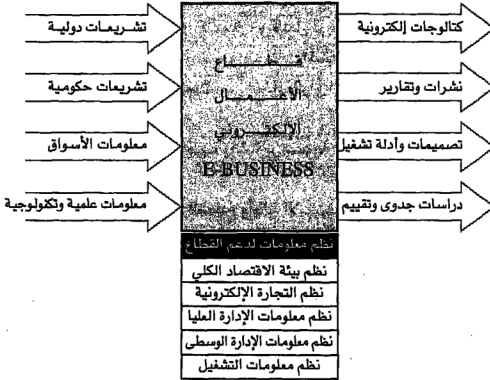 تشريعات دولية
تشريعات حكومية
معلومات الأسواق
معلومات علمية وتكنولوجية
قطاع
الأعمال
الإلكتروني
E-BUSINESS
كتالوجات إلكترونية
نشرات وتقارير
تصميمات وأدلة تشغيل
دراسات جدوى وتقييم
نظم معلومات لدعم القطاع
نظم بيئة الاقتصاد الكلي
نظم التجارة الإلكترونية
نظم معلومات الإدارة العليا
نظم معلومات الإدارة الوسطى
نظم معلومات التشغيل